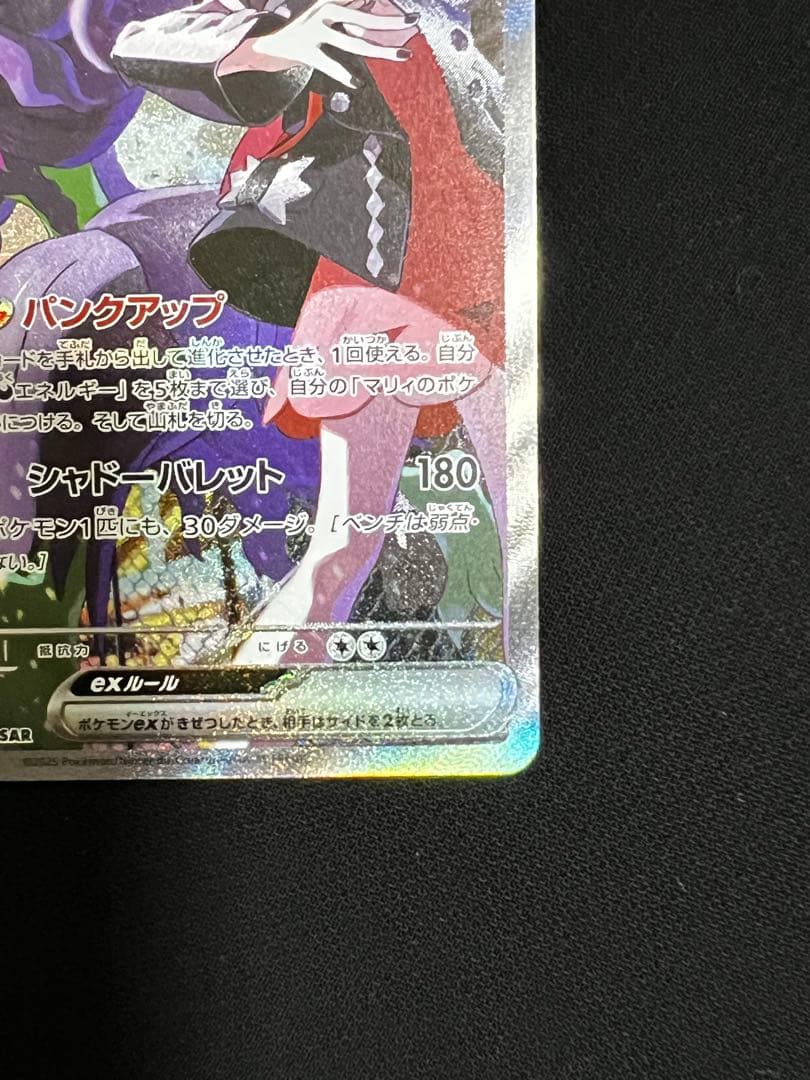 パンクアップ
ードを手札から出して進化させたとき、1回使える。自分
エネルギー」を5枚まで選び、自分の「マリィのポケ
につける。そして山札を切る。
シャドーバレット 180
ポケモン1匹にも、30ダメージ。[ベンチは弱点・
ない。]
抵抗力 にげる
exルール
ポケモンexがきぜつしたとき、相手はサイドを2枚とる。
SAR
©2025 Pokémon/Nintendo/Creatures